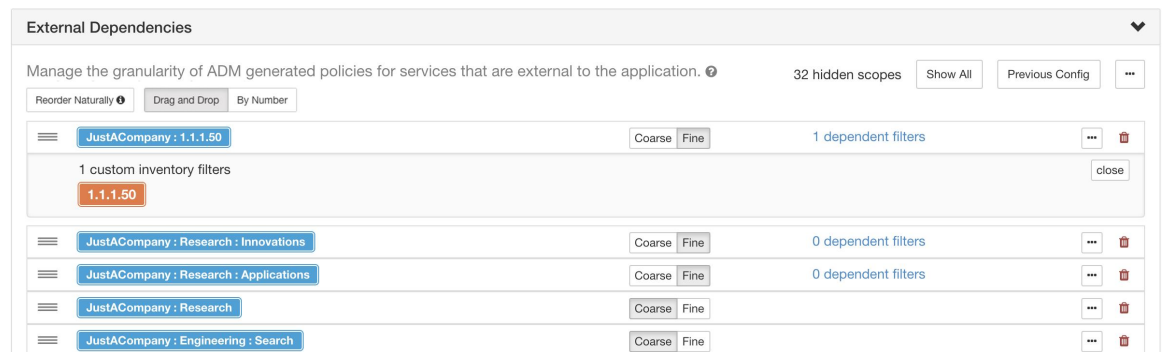 External Dependencies
Manage the granularity of ADM generated policies for services that are external to the application.
32 hidden scopes Show All Previous Config
Reorder Naturally Drag and Drop By Number
JustACompany : 1.1.1.50 Coarse Fine 1 dependent filters
1 custom inventory filters close
1.1.1.50
JustACompany : Research : Innovations Coarse Fine 0 dependent filters
JustACompany : Research : Applications Coarse Fine 0 dependent filters
JustACompany : Research Coarse Fine
JustACompany : Engineering : Search Coarse Fine